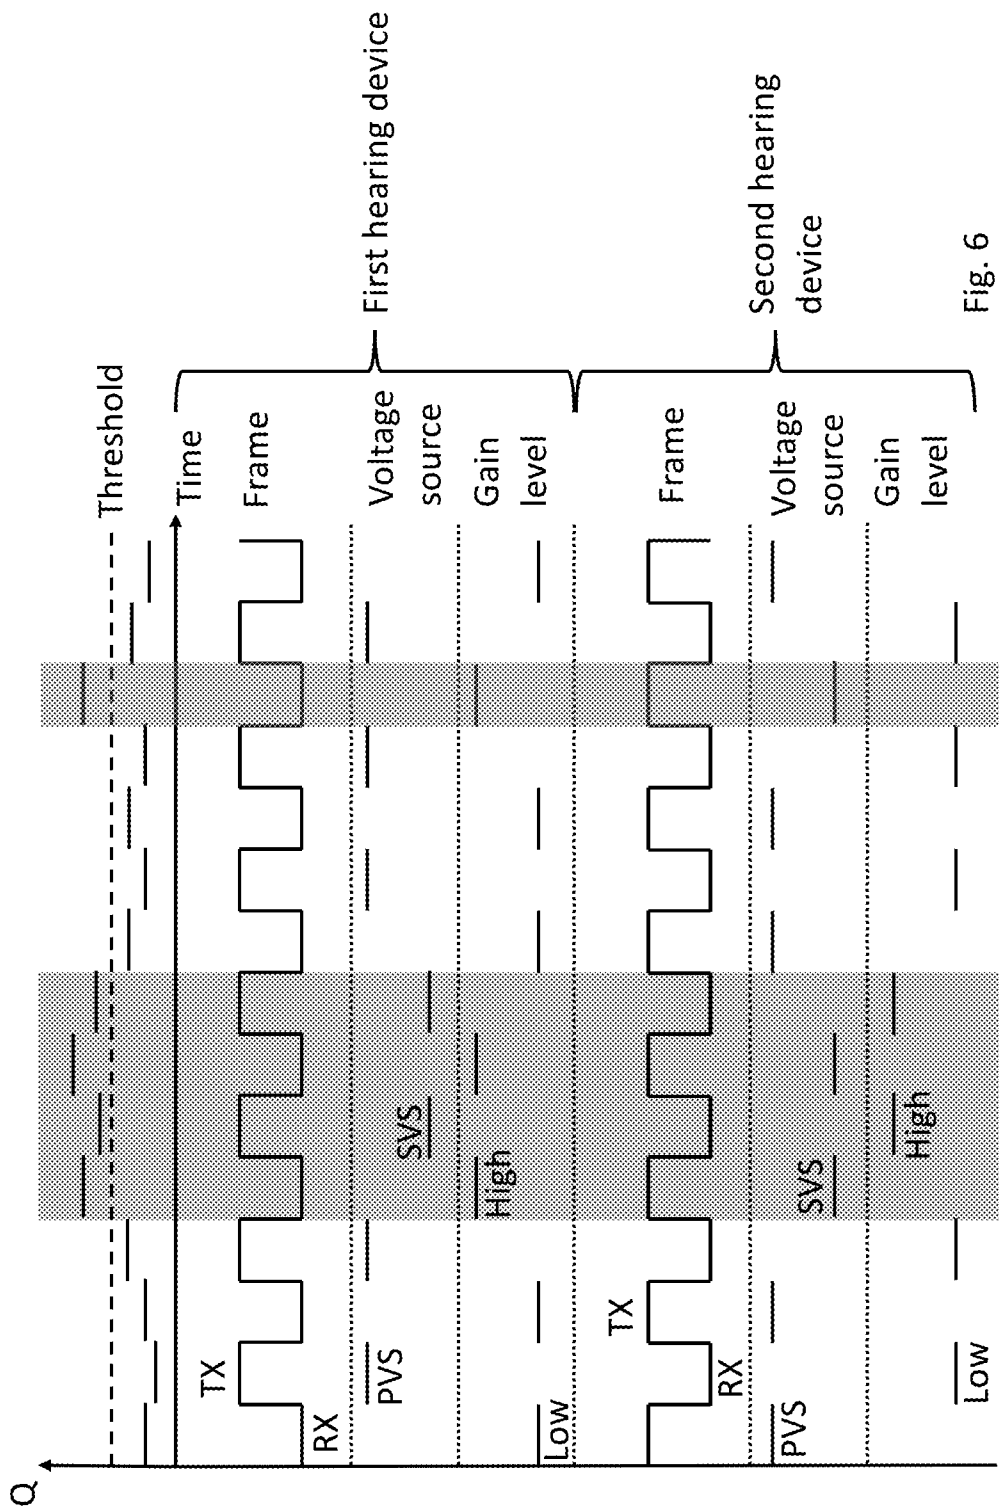 Q
Threshold
Time
TX
Frame
RX
PVS
SVS
Voltage
source
High
Gain
level
Low
First hearing device
TX
Frame
RX
PVS
SVS
Voltage
source
High
Gain
level
Low
Second hearing
device
Fig. 6